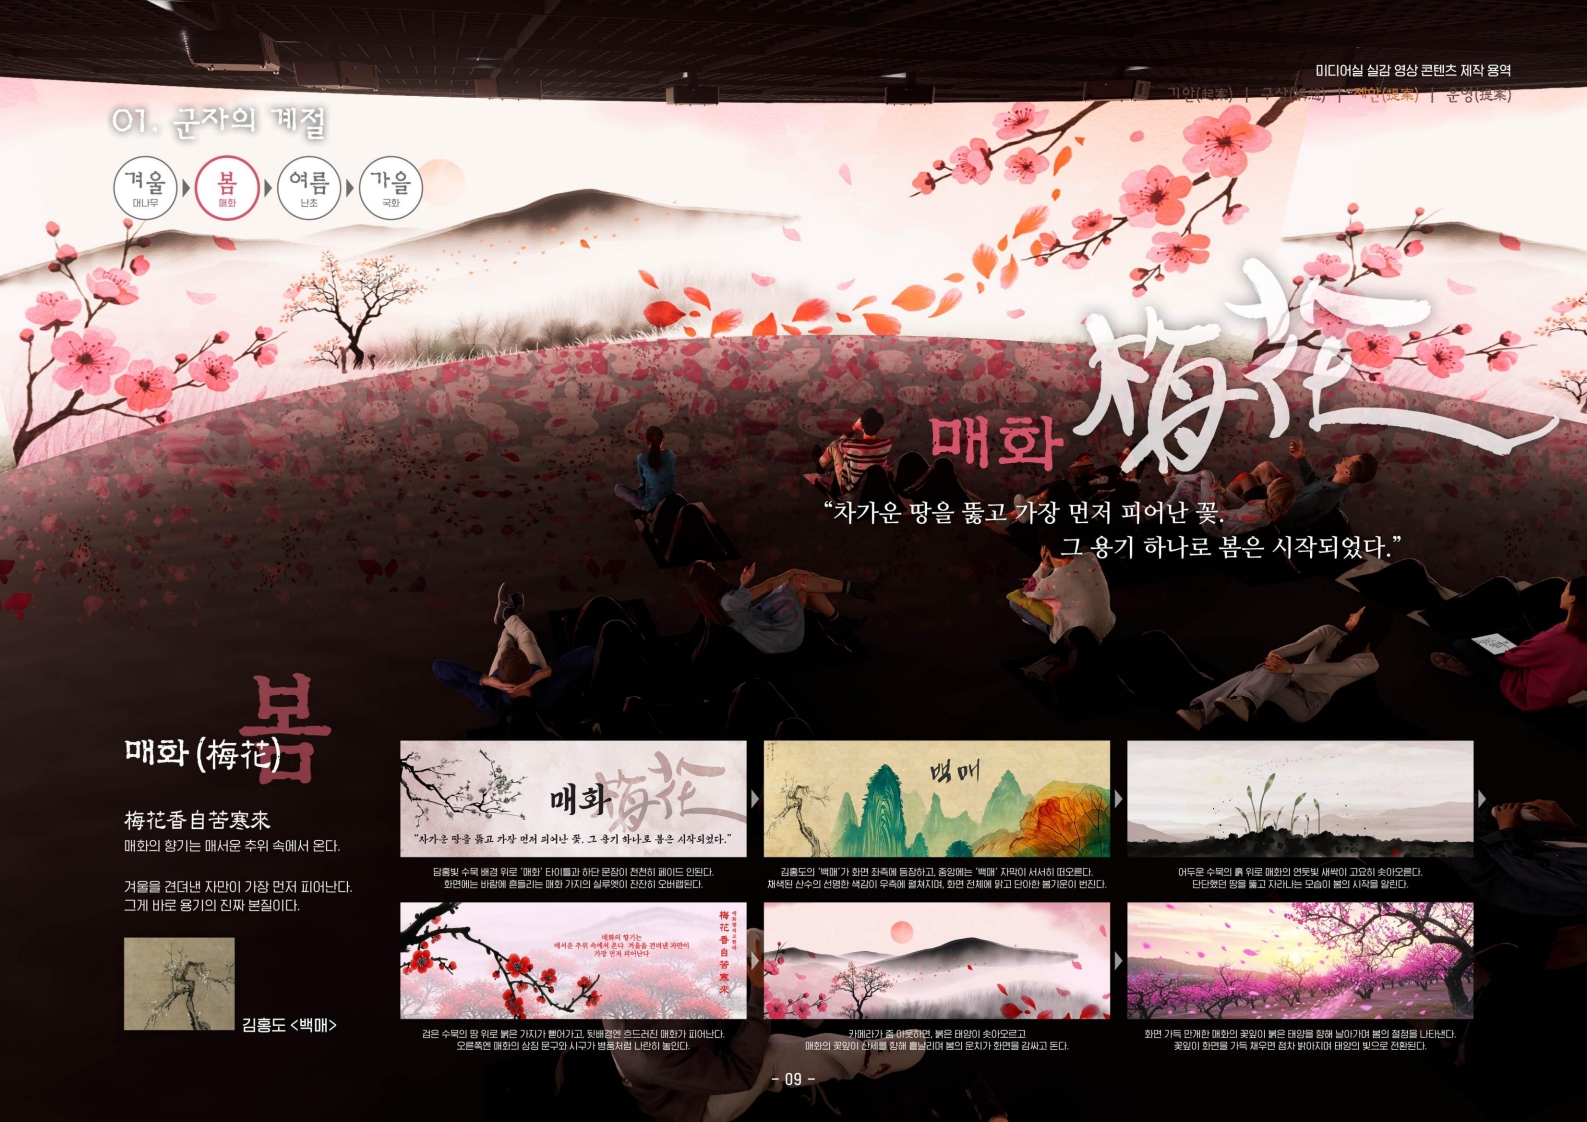 미디어실 실감 영상 콘텐츠 제작 용역
기안(起案) | 구상(構想) | 제안(提案) | 운영(提案)
01. 군자의 계절
겨울
대나무
봄
매화
여름
난초
가을
국화
梅花
매화
“차가운 땅을 뚫고 가장 먼저 피어난 꽃.
그 용기 하나로 봄은 시작되었다.”
봄
매화 (梅花)
梅花香自苦寒來
매화의 향기는 매서운 추위 속에서 온다.
겨울을 견뎌낸 자만이 가장 먼저 피어난다.
그게 바로 용기의 진짜 본질이다.
김홍도 <백매>
매화
梅花
“차가운 땅을 뚫고 가장 먼저 피어난 꽃. 그 용기 하나로 봄은 시작되었다.”
담홍빛 수묵 배경 위로 '매화' 타이틀과 하단 문장이 천천히 페이드 인된다.
화면에는 바람에 흔들리는 매화 가지의 실루엣이 잔잔히 오버랩된다.
백매
김홍도의 '백매'가 화면 좌측에 등장하고, 중앙에는 '백매' 자막이 서서히 떠오른다.
채색된 산수의 선명한 색감이 우측에 펼쳐지며, 화면 전체에 맑고 단아한 봄기운이 번진다.
어두운 수묵의 흙 위로 매화의 연둣빛 새싹이 고요히 솟아오른다.
단단했던 땅을 뚫고 자라나는 모습이 봄의 시작을 알린다.
매화의 향기는
매서운 추위 속에서 온다 겨울을 견뎌낸 자만이
가장 먼저 피어난다
梅花香自苦寒來
매화향자고한래
검은 수묵의 땅 위로 붉은 가지가 뻗어가고, 뒷배경엔 흐드러진 매화가 피어난다.
오른쪽엔 매화의 상징 문구와 시구가 병풍처럼 나란히 놓인다.
카메라가 줌 아웃하면, 붉은 태양이 솟아오르고
매화의 꽃잎이 산세를 향해 흩날리며 봄의 운치가 화면을 감싸고 돈다.
화면 가득 만개한 매화의 꽃잎이 붉은 태양을 향해 날아가며 봄의 절정을 나타낸다.
꽃잎이 화면을 가득 채우면 점차 밝아지며 태양의 빛으로 전환된다.
- 09 -